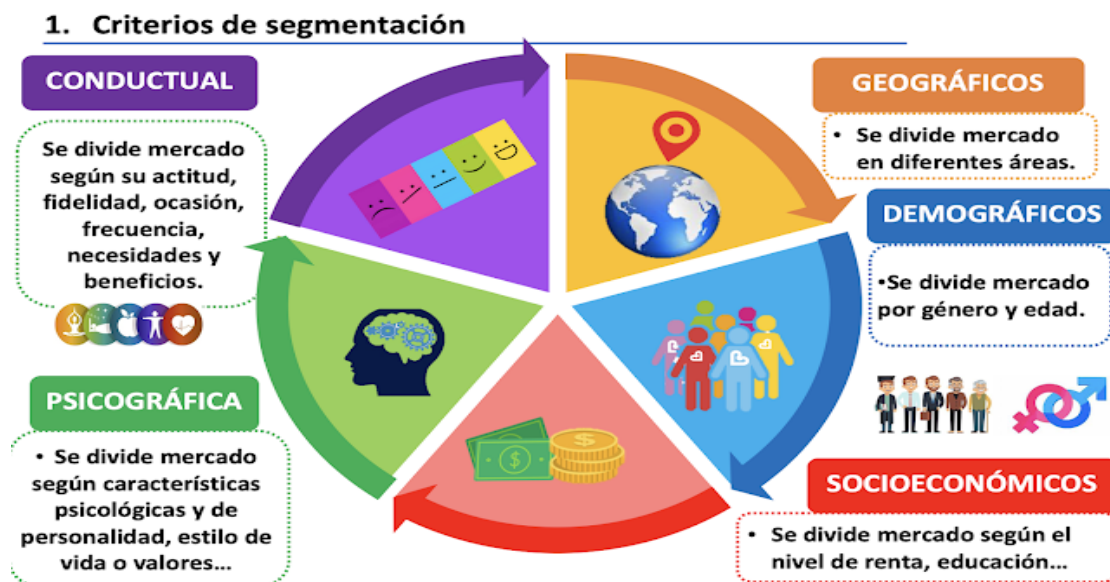 1. Criterios de segmentación
CONDUCTUAL
Se divide mercado
según su actitud,
fidelidad, ocasión,
frecuencia,
necesidades y
beneficios.
GEOGRÁFICOS
• Se divide mercado
en diferentes áreas.
DEMOGRÁFICOS
•Se divide mercado
por género y edad.
PSICOGRÁFICA
• Se divide mercado
según características
psicológicas y de
personalidad, estilo de
vida o valores...
SOCIOECONÓMICOS
• Se divide mercado según el
nivel de renta, educación...